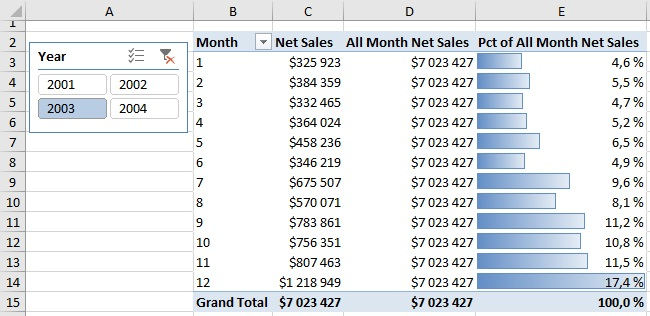 A B C D E
1
2 Month Net Sales All Month Net Sales Pct of All Month Net Sales
Year
3 1 $325 923 $7 023 427 4,6 %
2001 2002
4 2 $384 359 $7 023 427 5,5 %
2003 2004
5 3 $332 465 $7 023 427 4,7 %
6 4 $364 024 $7 023 427 5,2 %
7 5 $458 236 $7 023 427 6,5 %
8 6 $346 219 $7 023 427 4,9 %
9 7 $675 507 $7 023 427 9,6 %
10 8 $570 071 $7 023 427 8,1 %
11 9 $783 861 $7 023 427 11,2 %
12 10 $756 351 $7 023 427 10,8 %
13 11 $807 463 $7 023 427 11,5 %
14 12 $1 218 949 $7 023 427 17,4 %
15 Grand Total $7 023 427 $7 023 427 100,0 %